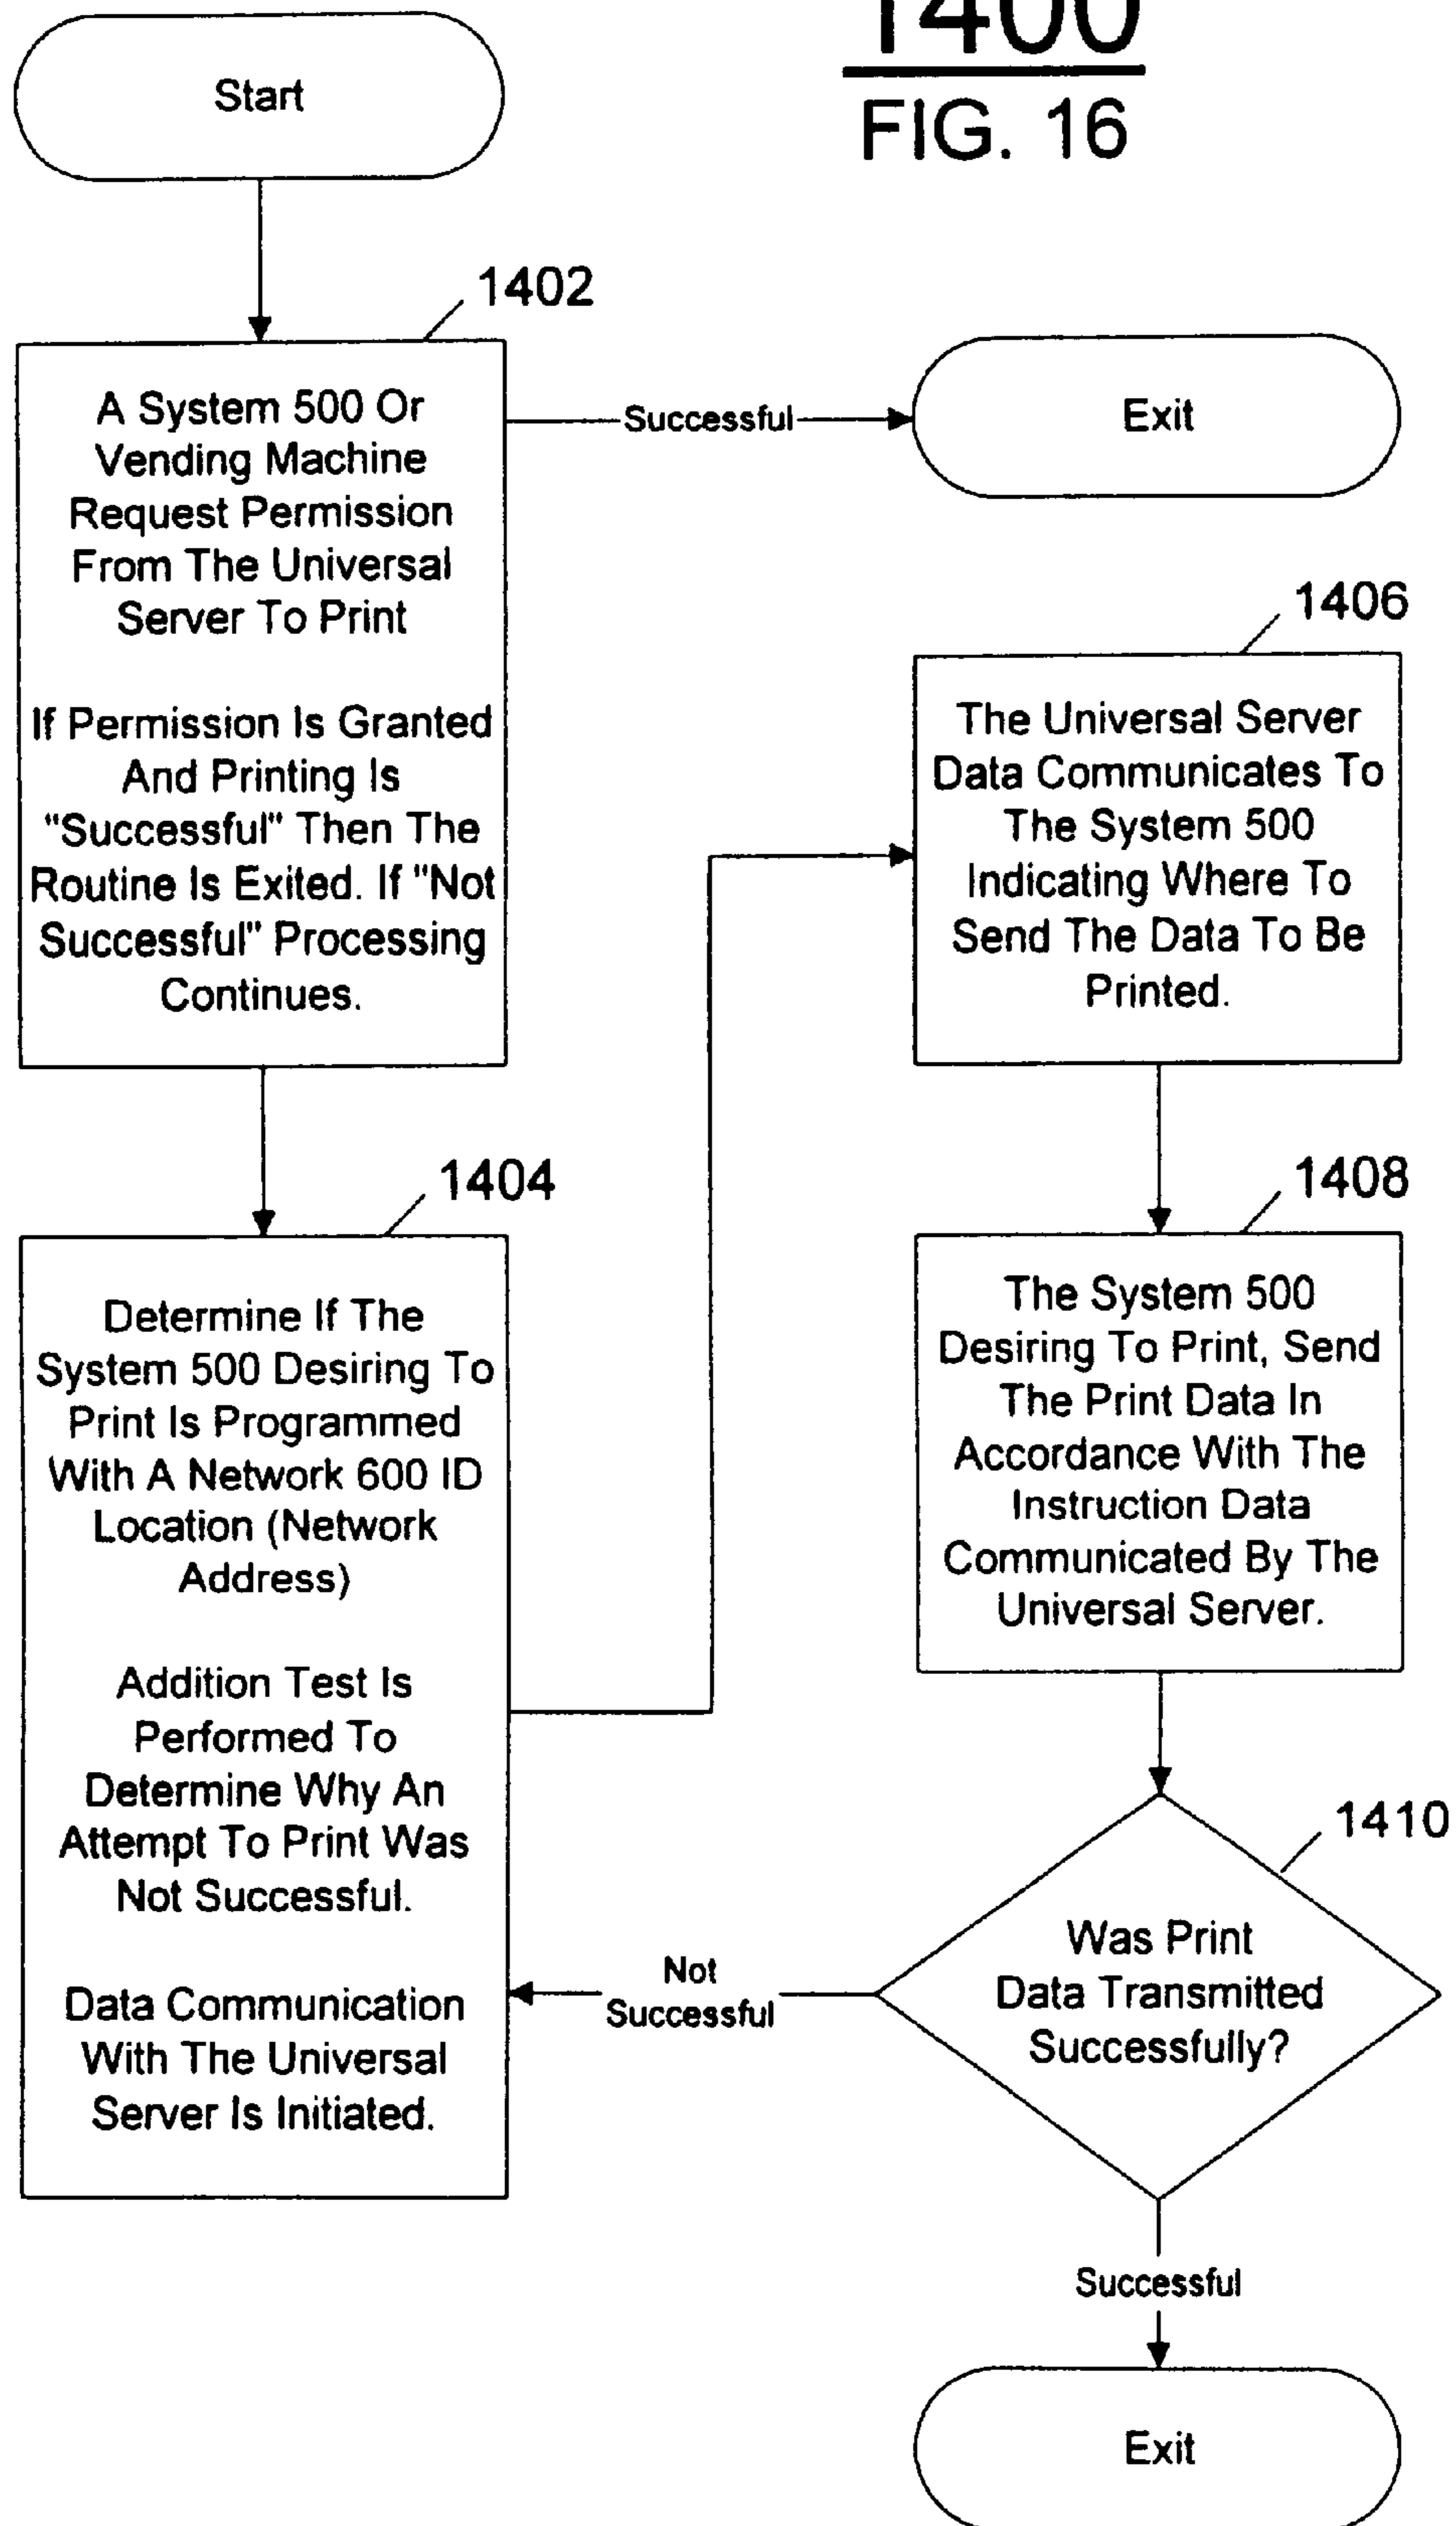 1400
FIG. 16
Start
1402
A System 500 Or
Vending Machine
Request Permission
From The Universal
Server To Print
If Permission Is Granted
And Printing Is
"Successful" Then The
Routine Is Exited. If "Not
Successful" Processing
Continues.
Successful
Exit
1404
Determine If The
System 500 Desiring To
Print Is Programmed
With A Network 600 ID
Location (Network
Address)
Addition Test Is
Performed To
Determine Why An
Attempt To Print Was
Not Successful.
Data Communication
With The Universal
Server Is Initiated.
1406
The Universal Server
Data Communicates To
The System 500
Indicating Where To
Send The Data To Be
Printed.
1408
The System 500
Desiring To Print, Send
The Print Data In
Accordance With The
Instruction Data
Communicated By The
Universal Server.
1410
Was Print
Data Transmitted
Successfully?
Not
Successful
Successful
Exit